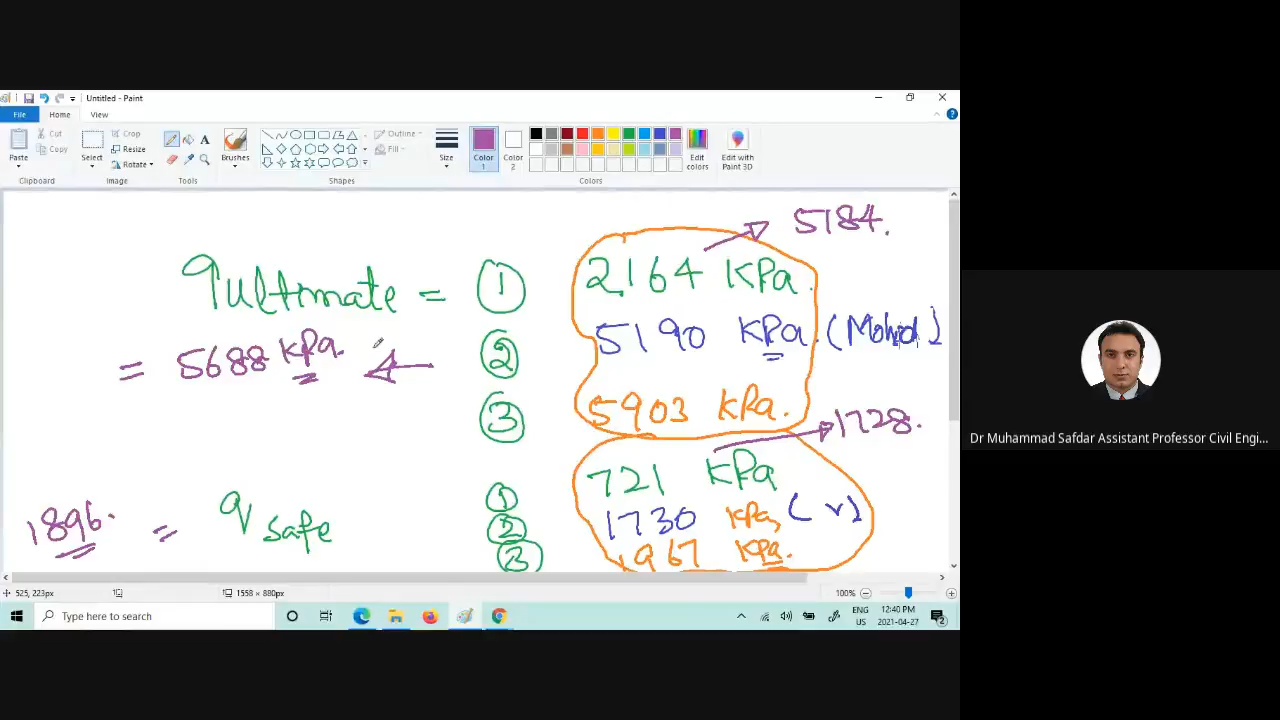 Untitled - Paint
File Home View
Cut
Copy
Paste
Clipboard
Select
Crop
Resize
Rotate
Image
Tools
Brushes
Outline
Fill
Shapes
Size
Color 1
Color 2
Edit colors
Edit with Paint 3D
Colors
5184.
qultimate = ① 2164 KPa.
= 5688 KPa. ② 5190 KPa. (Mohd)
③ 5903 KPa.
1728.
① 721 KPa
1896. = q safe ② 1730 KPa, (v)
③ 1967 KPa.
525, 223px
1558 × 880px
100%
Type here to search
ENG US
12:40 PM
2021-04-27
2
Dr Muhammad Safdar Assistant Professor Civil Engi...